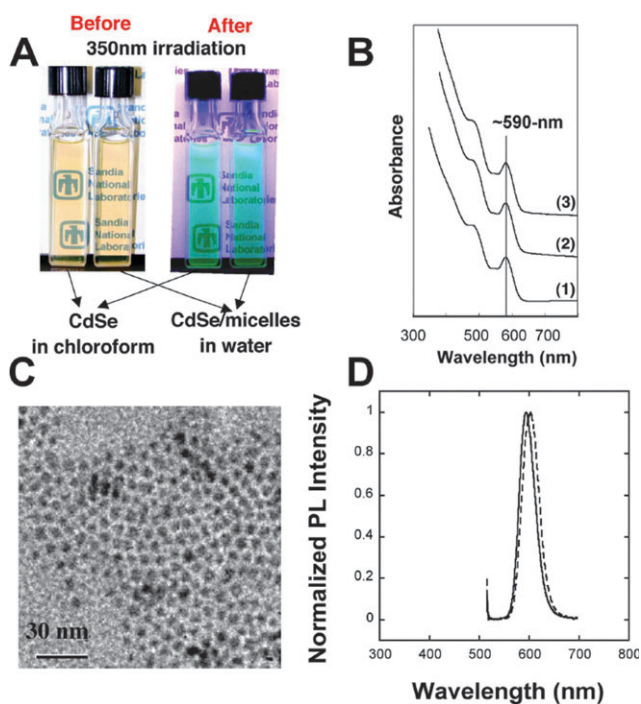 Before
After
350nm irradiation
A
Sandia
National
Laboratories
Sandia
National
CdSe
in chloroform
CdSe/micelles
in water
B
Absorbance
~590-nm
(3)
(2)
(1)
300
500
700
Wavelength (nm)
C
30 nm
D
Normalized PL Intensity
1
0.8
0.6
0.4
0.2
0
300
400
500
600
700
800
Wavelength (nm)